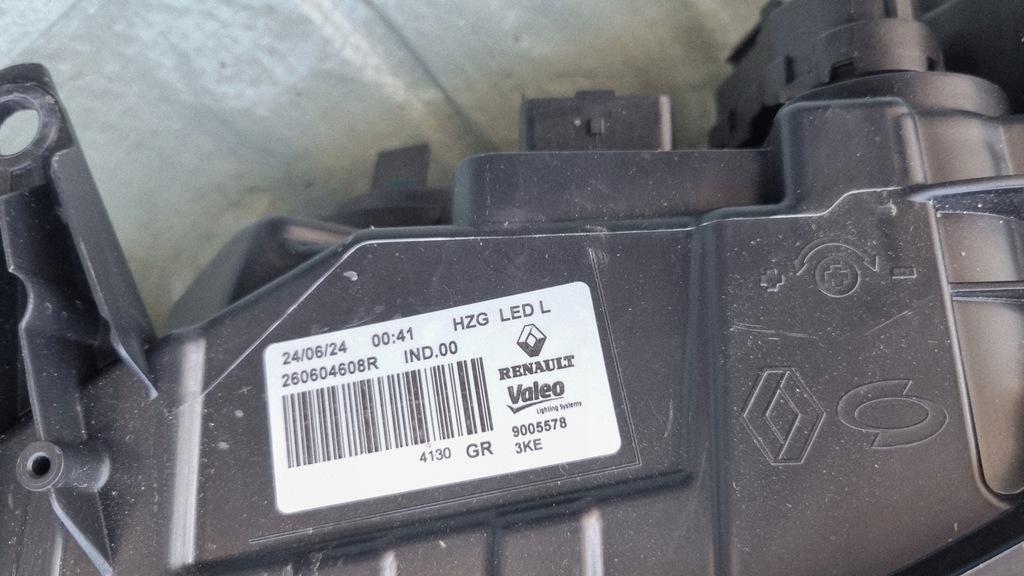 24/06/24 00:41 HZG LED L
260604608R IND.00
RENAULT
Valeo
Lighting Systems
9005578
4130 GR 3KE